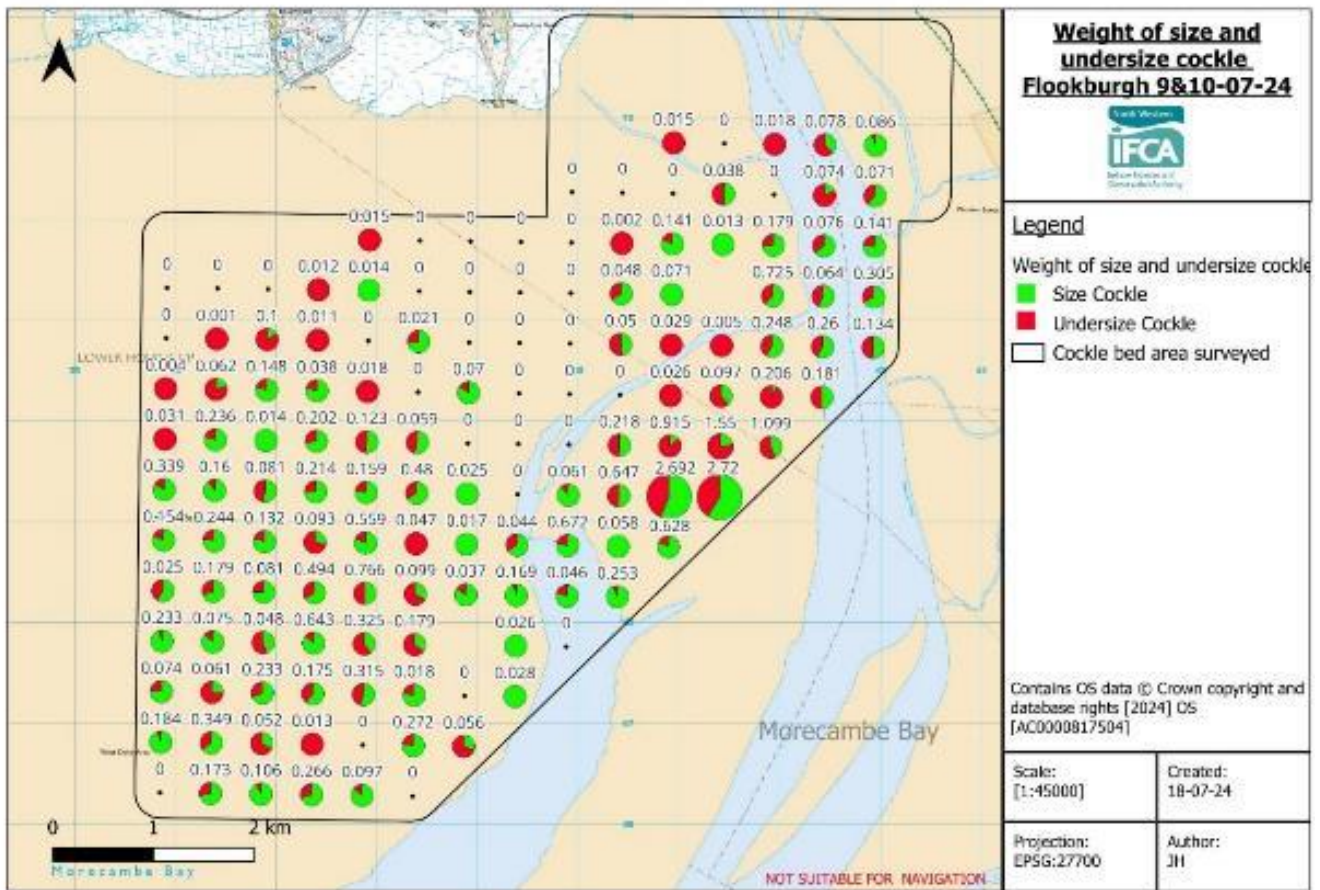 Weight of size and
undersize cockle
Flookburgh 9&10-07-24
North Western
IFCA
Legend
Weight of size and undersize cockle
Size Cockle
Undersize Cockle
Cockle bed area surveyed
Contains OS data © Crown copyright and
database rights [2024] OS
[AC0000817504]
Scale:
[1:45000]
Created:
18-07-24
Projection:
EPSG:27700
Author:
JH
0.015 0 0.018 0.078 0.086
0 0 0 0.038 0 0.074 0.071
0.015 0 0 0 0 0.002 0.141 0.013 0.179 0.076 0.141
0 0 0 0.012 0.014 0 0 0 0 0.048 0.071 0.725 0.064 0.305
0 0.001 0.1 0.011 0 0.021 0 0 0 0.05 0.029 0.005 0.248 0.26 0.134
LOWER
0.004 0.062 0.148 0.038 0.018 0 0.07 0 0 0 0.026 0.097 0.206 0.181
0.031 0.236 0.014 0.202 0.123 0.059 0 0 0 0.218 0.915 1.55 1.099
0.339 0.16 0.081 0.214 0.159 0.48 0.025 0 0.061 0.647 2.692 2.72
0.154 0.244 0.132 0.093 0.559 0.047 0.017 0.044 0.672 0.058 0.628
0.025 0.179 0.081 0.494 0.766 0.099 0.037 0.169 0.046 0.253
0.233 0.075 0.048 0.643 0.325 0.179 0.026 0
0.074 0.061 0.233 0.175 0.315 0.018 0 0.028
0.184 0.349 0.052 0.013 0 0.272 0.056
Morecambe Bay
0 0.173 0.106 0.266 0.097 0
0 1 2 km
Morecambe Bay
NOT SUITABLE FOR NAVIGATION